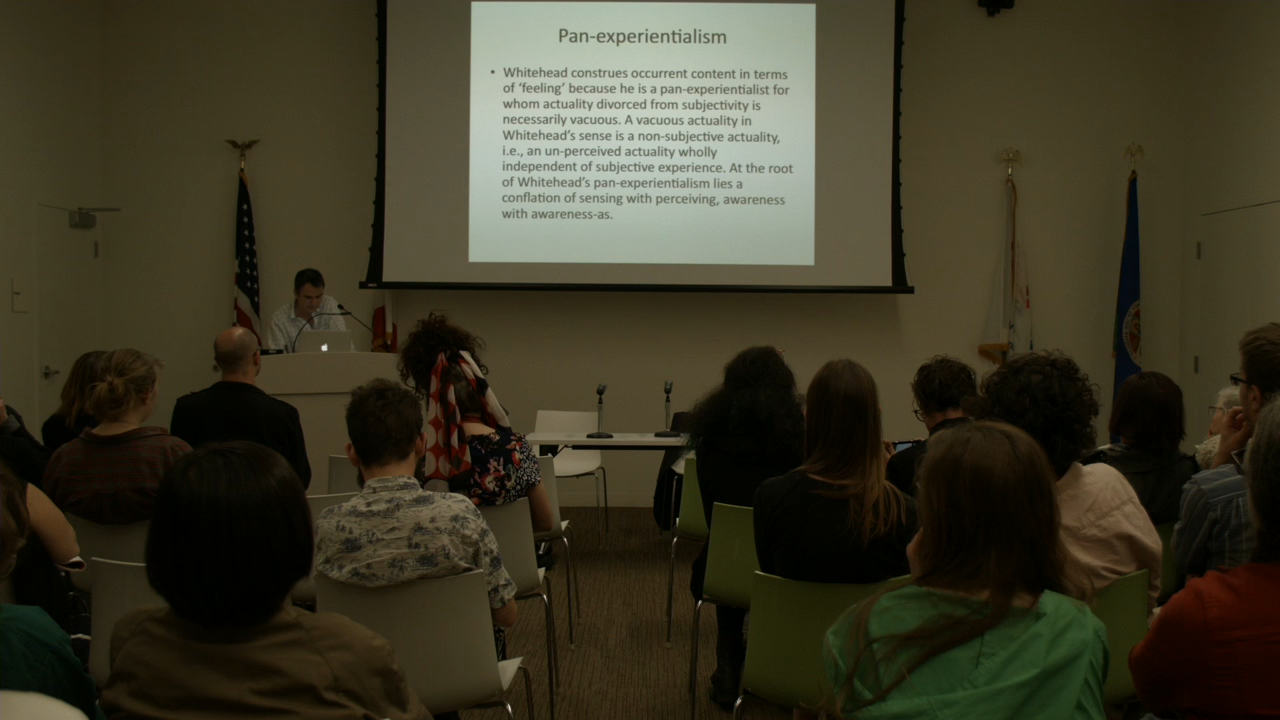 Pan-experientialism
• Whitehead construes occurrent content in terms
of ‘feeling’ because he is a pan-experientialist for
whom actuality divorced from subjectivity is
necessarily vacuous. A vacuous actuality in
Whitehead’s sense is a non-subjective actuality,
i.e., an un-perceived actuality wholly
independent of subjective experience. At the root
of Whitehead’s pan-experientialism lies a
conflation of sensing with perceiving, awareness
with awareness-as.